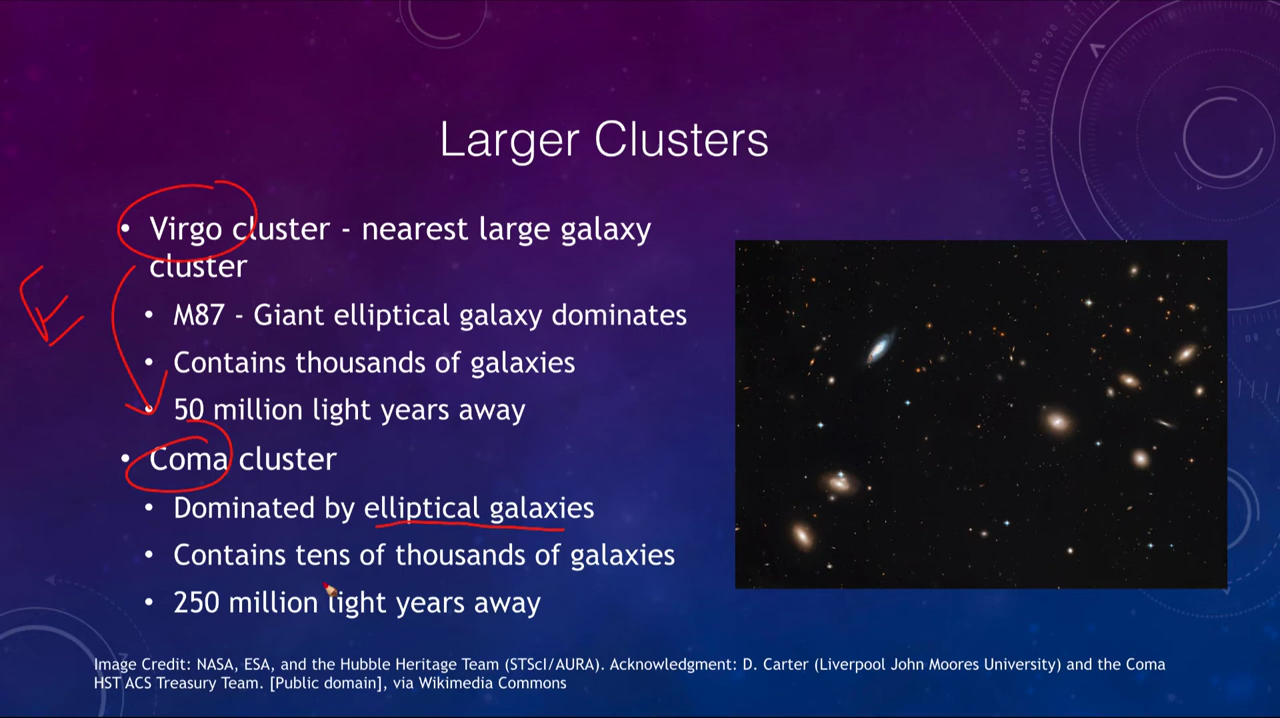 Larger Clusters
• Virgo cluster - nearest large galaxy
cluster
• M87 - Giant elliptical galaxy dominates
• Contains thousands of galaxies
• 50 million light years away
E
• Coma cluster
• Dominated by elliptical galaxies
• Contains tens of thousands of galaxies
• 250 million light years away
Image Credit: NASA, ESA, and the Hubble Heritage Team (STScI/AURA). Acknowledgment: D. Carter (Liverpool John Moores University) and the Coma
HST ACS Treasury Team. [Public domain], via Wikimedia Commons